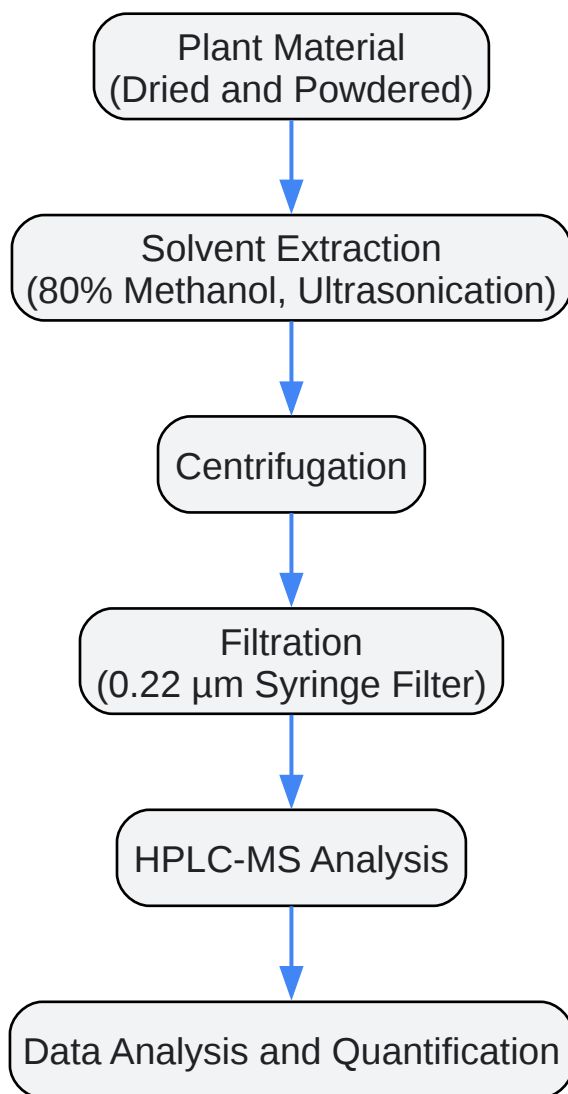 Plant Material
(Dried and Powdered)
Solvent Extraction
(80% Methanol, Ultrasonication)
Centrifugation
Filtration
(0.22 µm Syringe Filter)
HPLC-MS Analysis
Data Analysis and Quantification